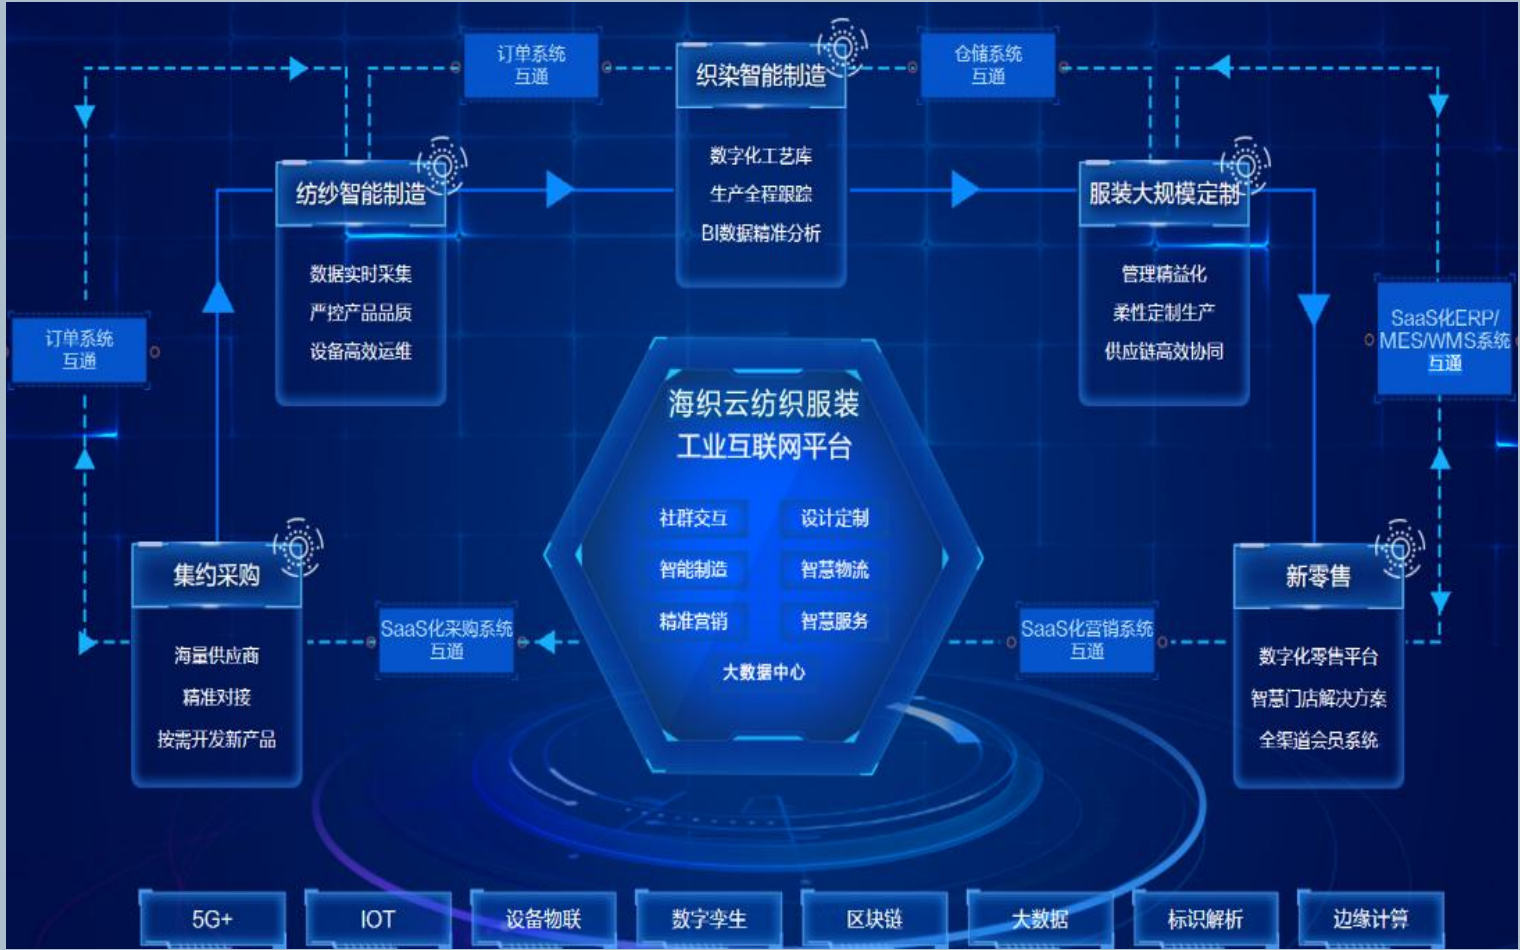 订单系统
互通
织染智能制造
数字化工艺库
生产全程跟踪
BI数据精准分析
仓储系统
互通
纺纱智能制造
数据实时采集
严控产品品质
设备高效运维
服装大规模定制
管理精益化
柔性定制生产
供应链高效协同
订单系统
互通
SaaS化ERP/
MES/WMS系统
互通
海织云纺织服装
工业互联网平台
社群交互
设计定制
智能制造
智慧物流
精准营销
智慧服务
大数据中心
集约采购
海量供应商
精准对接
按需开发新产品
SaaS化采购系统
互通
SaaS化营销系统
互通
新零售
数字化零售平台
智慧门店解决方案
全渠道会员系统
5G+
IOT
设备物联
数字孪生
区块链
大数据
标识解析
边缘计算